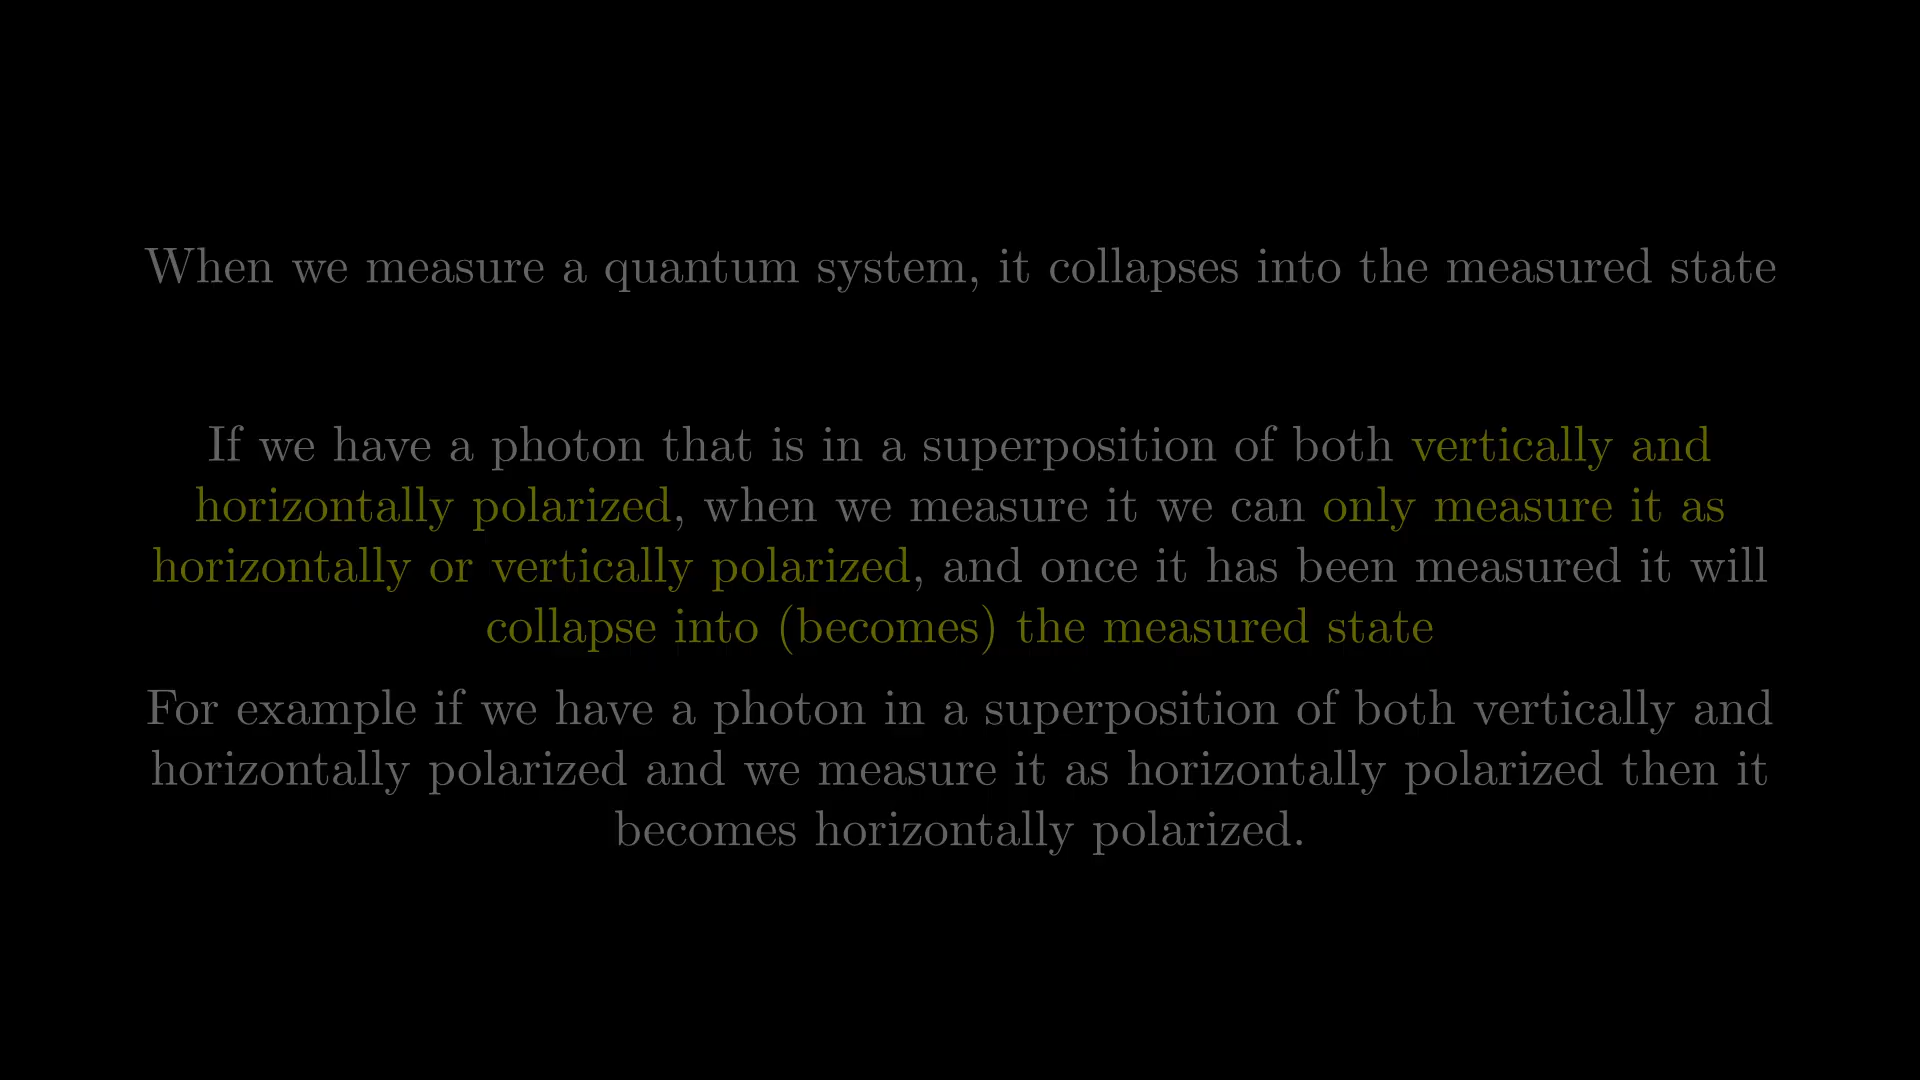 When we measure a quantum system, it collapses into the measured state
If we have a photon that is in a superposition of both vertically and
horizontally polarized, when we measure it we can only measure it as
horizontally or vertically polarized, and once it has been measured it will
collapse into (becomes) the measured state
For example if we have a photon in a superposition of both vertically and
horizontally polarized and we measure it as horizontally polarized then it
becomes horizontally polarized.